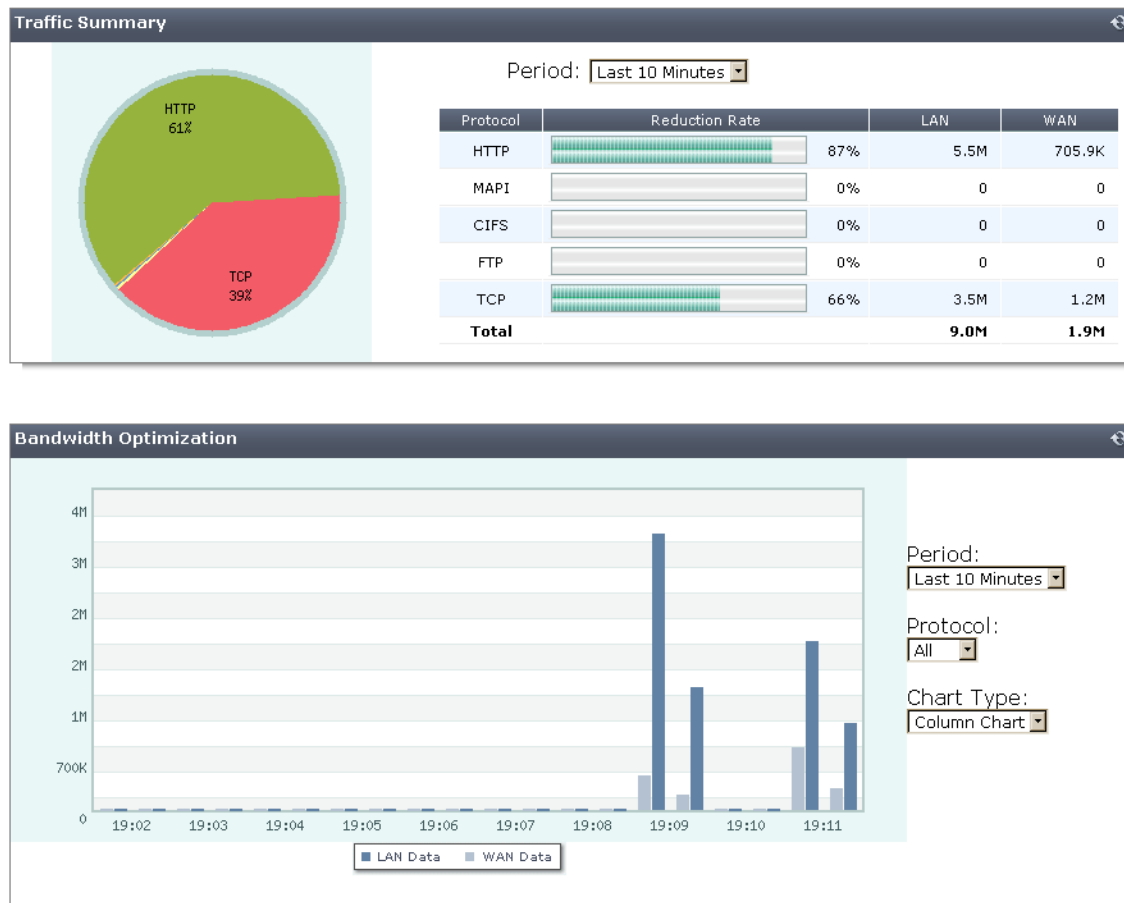 Traffic Summary
HTTP
61%
TCP
39%
Period: Last 10 Minutes
Protocol Reduction Rate LAN WAN
HTTP 87% 5.5M 705.9K
MAPI 0% 0 0
CIFS 0% 0 0
FTP 0% 0 0
TCP 66% 3.5M 1.2M
Total 9.0M 1.9M
Bandwidth Optimization
4M
3M
2M
2M
1M
700K
0
19:02 19:03 19:04 19:05 19:06 19:07 19:08 19:09 19:10 19:11
LAN Data WAN Data
Period:
Last 10 Minutes
Protocol:
All
Chart Type:
Column Chart